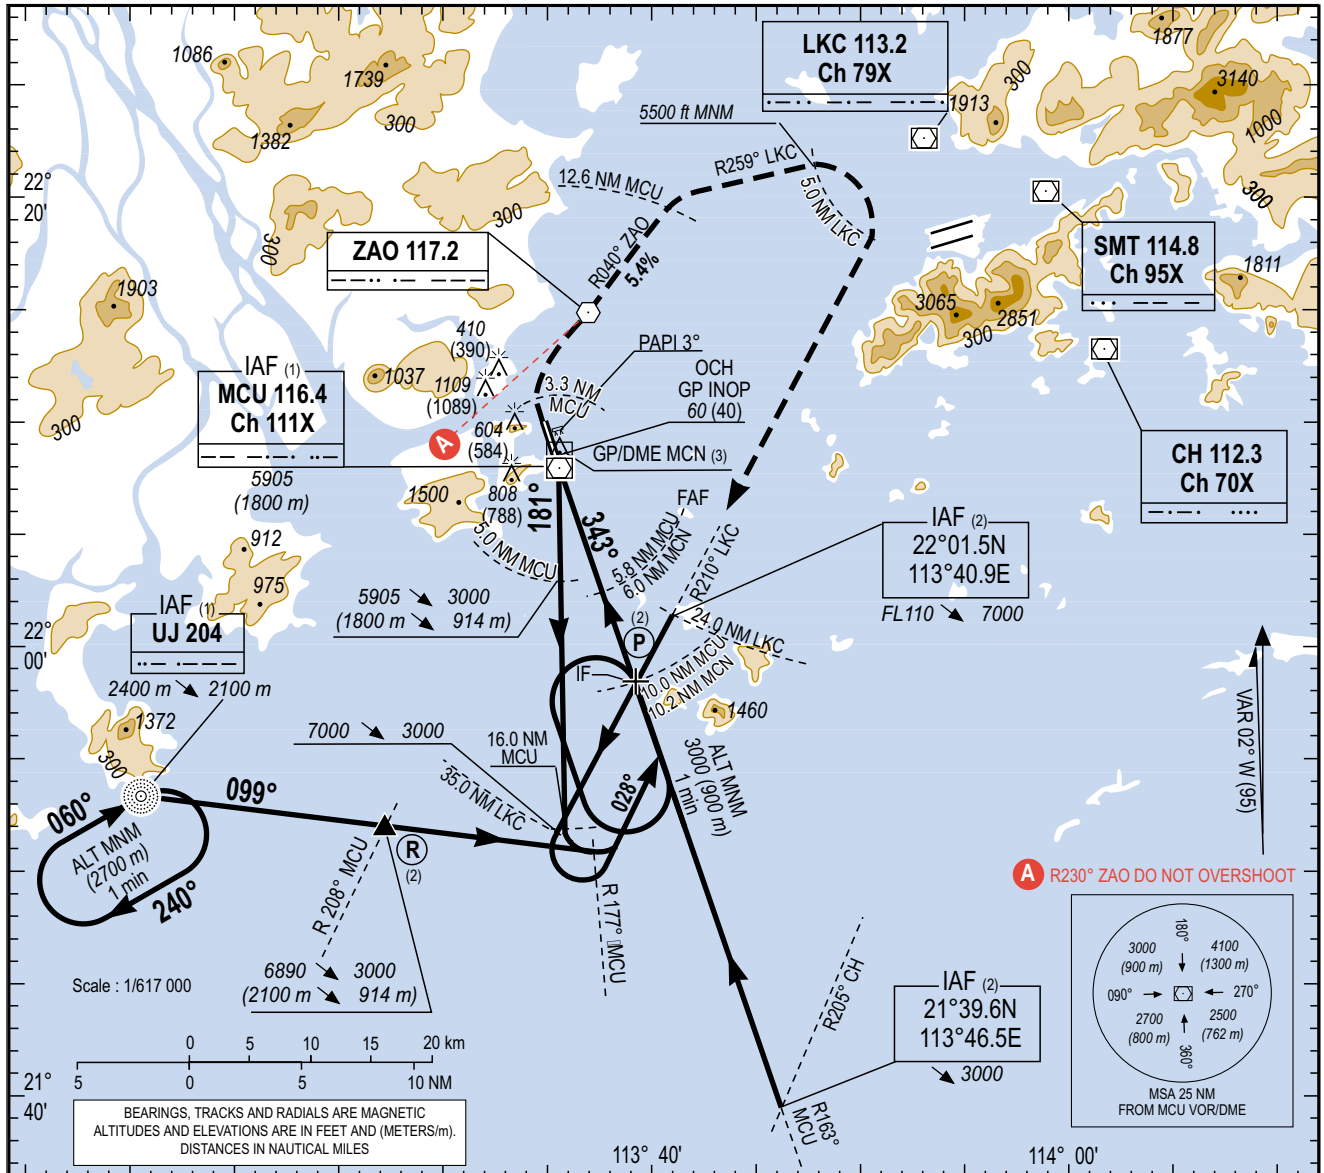 1086
1739
1382
300
LKC 113.2
Ch 79X
1877
3140
1913
300
1000
300
5500 ft MNM
R259° LKC
5.0 NM LKC
12.6 NM MCU
22°
20'
300
300
ZAO 117.2
R040° ZAO
5.4%
SMT 114.8
Ch 95X
1811
3065
2851
300
1903
300
410
(390)
1037
1109
(1089)
IAF (1)
MCU 116.4
Ch 111X
5905
(1800 m)
PAPI 3°
OCH
GP INOP
60 (40)
3.3 NM
MCU
604
(584)
A
GP/DME MCN (3)
CH 112.3
Ch 70X
1500
808
(788)
181°
343°
FAF
5.8 NM MCU
6.0 NM MCN
R210° LKC
5.0 NM MCU
IAF (2)
22°01.5N
113°40.9E
FL110 7000
912
975
5905 3000
(1800 m 914 m)
IAF (1)
UJ 204
2400 m 2100 m
22°
00'
(2)
P
24.0 NM LKC
IF
10.0 NM MCU
10.2 NM MCN
1460
1372
300
7000 3000
16.0 NM
MCU
35.0 NM LKC
028°
ALT MNM
3000 (900 m)
1 min
VAR 02° W (95)
060°
099°
ALT MNM
(2700 m)
1 min
240°
R
(2)
R 208° MCU
R 177° MCU
A R230° ZAO DO NOT OVERSHOOT
6890 3000
(2100 m 914 m)
Scale : 1/617 000
R205° CH
IAF (2)
21°39.6N
113°46.5E
3000
180°
3000
(900 m)
4100
(1300 m)
090°
270°
2700
(800 m)
2500
(762 m)
360°
MSA 25 NM
FROM MCU VOR/DME
0 5 10 15 20 km
5 0 5 10 NM
21°
40'
BEARINGS, TRACKS AND RADIALS ARE MAGNETIC
ALTITUDES AND ELEVATIONS ARE IN FEET AND (METERS/m).
DISTANCES IN NAUTICAL MILES
R163°
MCU
113° 40'
114° 00'